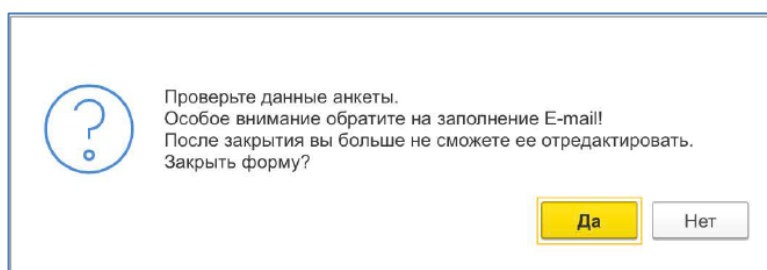 Проверьте данные анкеты.
Особое внимание обратите на заполнение E-mail!
После закрытия вы больше не сможете ее отредактировать.
Закрыть форму?
Да
Нет